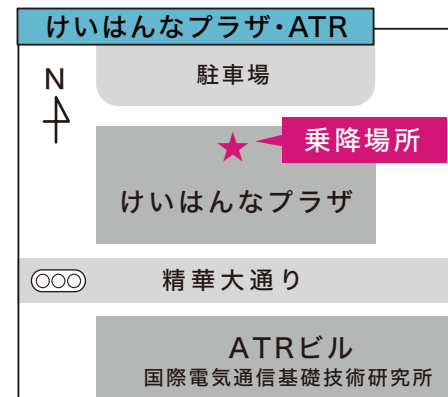 けいはんなプラザ・ATR
N
駐車場
乗降場所
けいはんなプラザ
精華大通り
ATRビル
国際電気通信基礎技術研究所